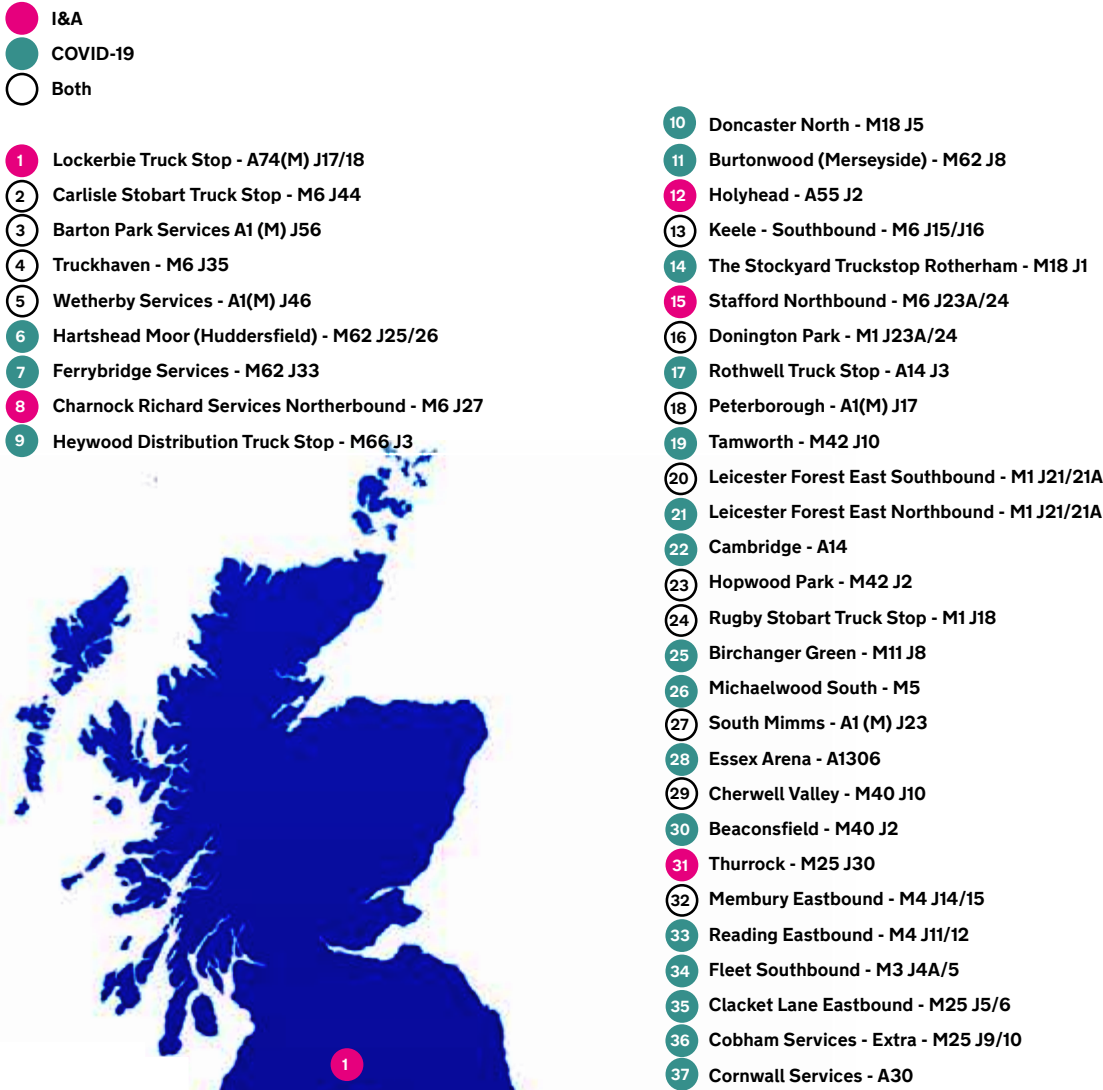 I&A
COVID-19
Both
1 Lockerbie Truck Stop - A74(M) J17/18
2 Carlisle Stobart Truck Stop - M6 J44
3 Barton Park Services A1 (M) J56
4 Truckhaven - M6 J35
5 Wetherby Services - A1(M) J46
6 Hartshead Moor (Huddersfield) - M62 J25/26
7 Ferrybridge Services - M62 J33
8 Charnock Richard Services Northerbound - M6 J27
9 Heywood Distribution Truck Stop - M66 J3
10 Doncaster North - M18 J5
11 Burtonwood (Merseyside) - M62 J8
12 Holyhead - A55 J2
13 Keele - Southbound - M6 J15/J16
14 The Stockyard Truckstop Rotherham - M18 J1
15 Stafford Northbound - M6 J23A/24
16 Donington Park - M1 J23A/24
17 Rothwell Truck Stop - A14 J3
18 Peterborough - A1(M) J17
19 Tamworth - M42 J10
20 Leicester Forest East Southbound - M1 J21/21A
21 Leicester Forest East Northbound - M1 J21/21A
22 Cambridge - A14
23 Hopwood Park - M42 J2
24 Rugby Stobart Truck Stop - M1 J18
25 Birchanger Green - M11 J8
26 Michaelwood South - M5
27 South Mimms - A1 (M) J23
28 Essex Arena - A1306
29 Cherwell Valley - M40 J10
30 Beaconsfield - M40 J2
31 Thurrock - M25 J30
32 Membury Eastbound - M4 J14/15
33 Reading Eastbound - M4 J11/12
34 Fleet Southbound - M3 J4A/5
35 Clacket Lane Eastbound - M25 J5/6
36 Cobham Services - Extra - M25 J9/10
37 Cornwall Services - A30
1